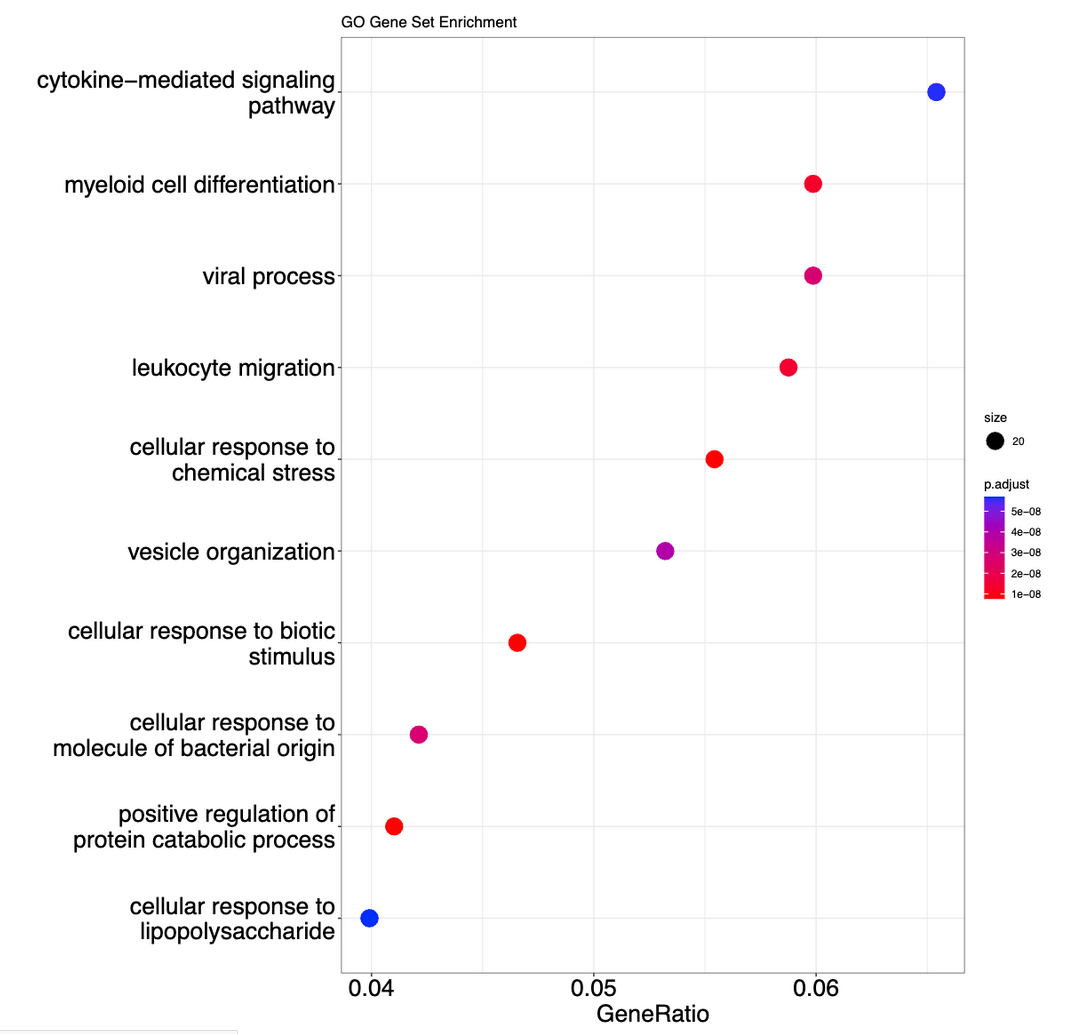 GO Gene Set Enrichment
cytokine−mediated signaling
pathway
myeloid cell differentiation
viral process
leukocyte migration
cellular response to
chemical stress
vesicle organization
cellular response to biotic
stimulus
cellular response to
molecule of bacterial origin
positive regulation of
protein catabolic process
cellular response to
lipopolysaccharide
0.04
0.05
0.06
GeneRatio
size
20
p.adjust
5e−08
4e−08
3e−08
2e−08
1e−08